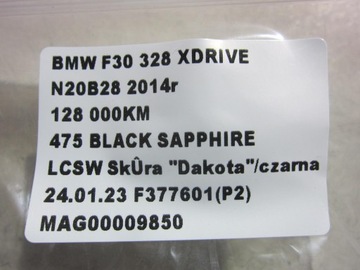 BMW F30 328 XDRIVE
N20B28 2014r
128 000KM
475 BLACK SAPPHIRE
LCSW SkÛra "Dakota"/czarna
24.01.23 F377601(P2)
MAG00009850